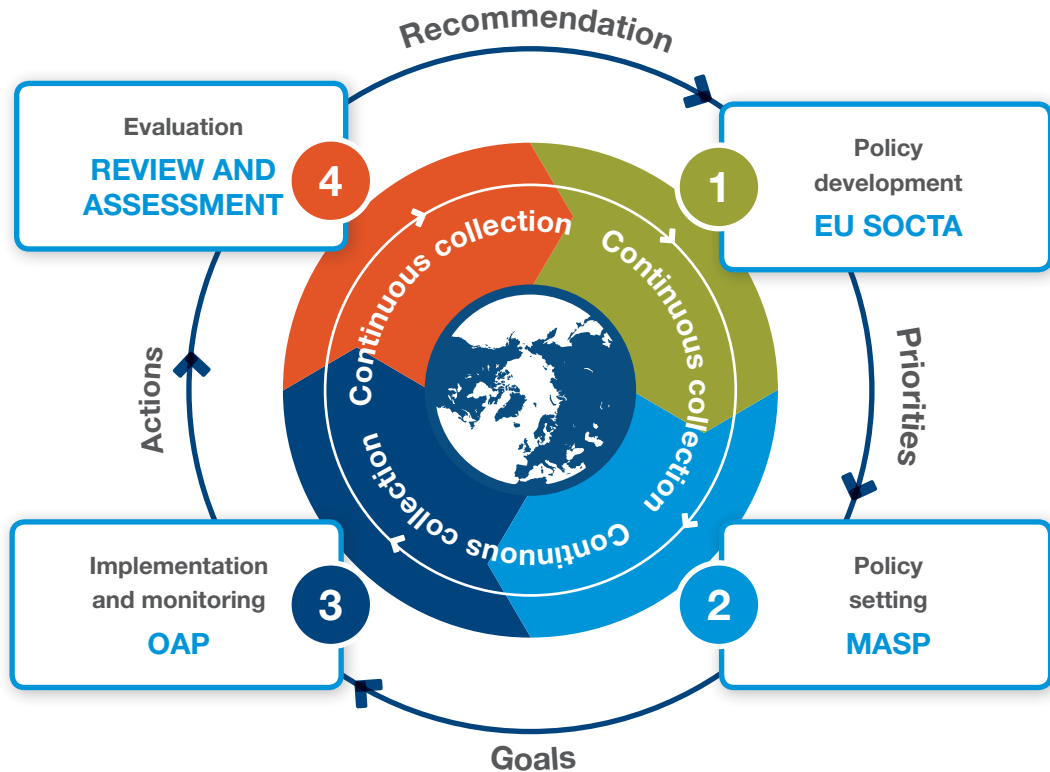 Recommendation
Evaluation
REVIEW AND
ASSESSMENT
4
1
Policy
development
EU SOCTA
Continuous collection
Continuous collection
Priorities
Actions
Continuous collection
Continuous collection
Implementation
and monitoring
OAP
3
2
Policy
setting
MASP
Goals